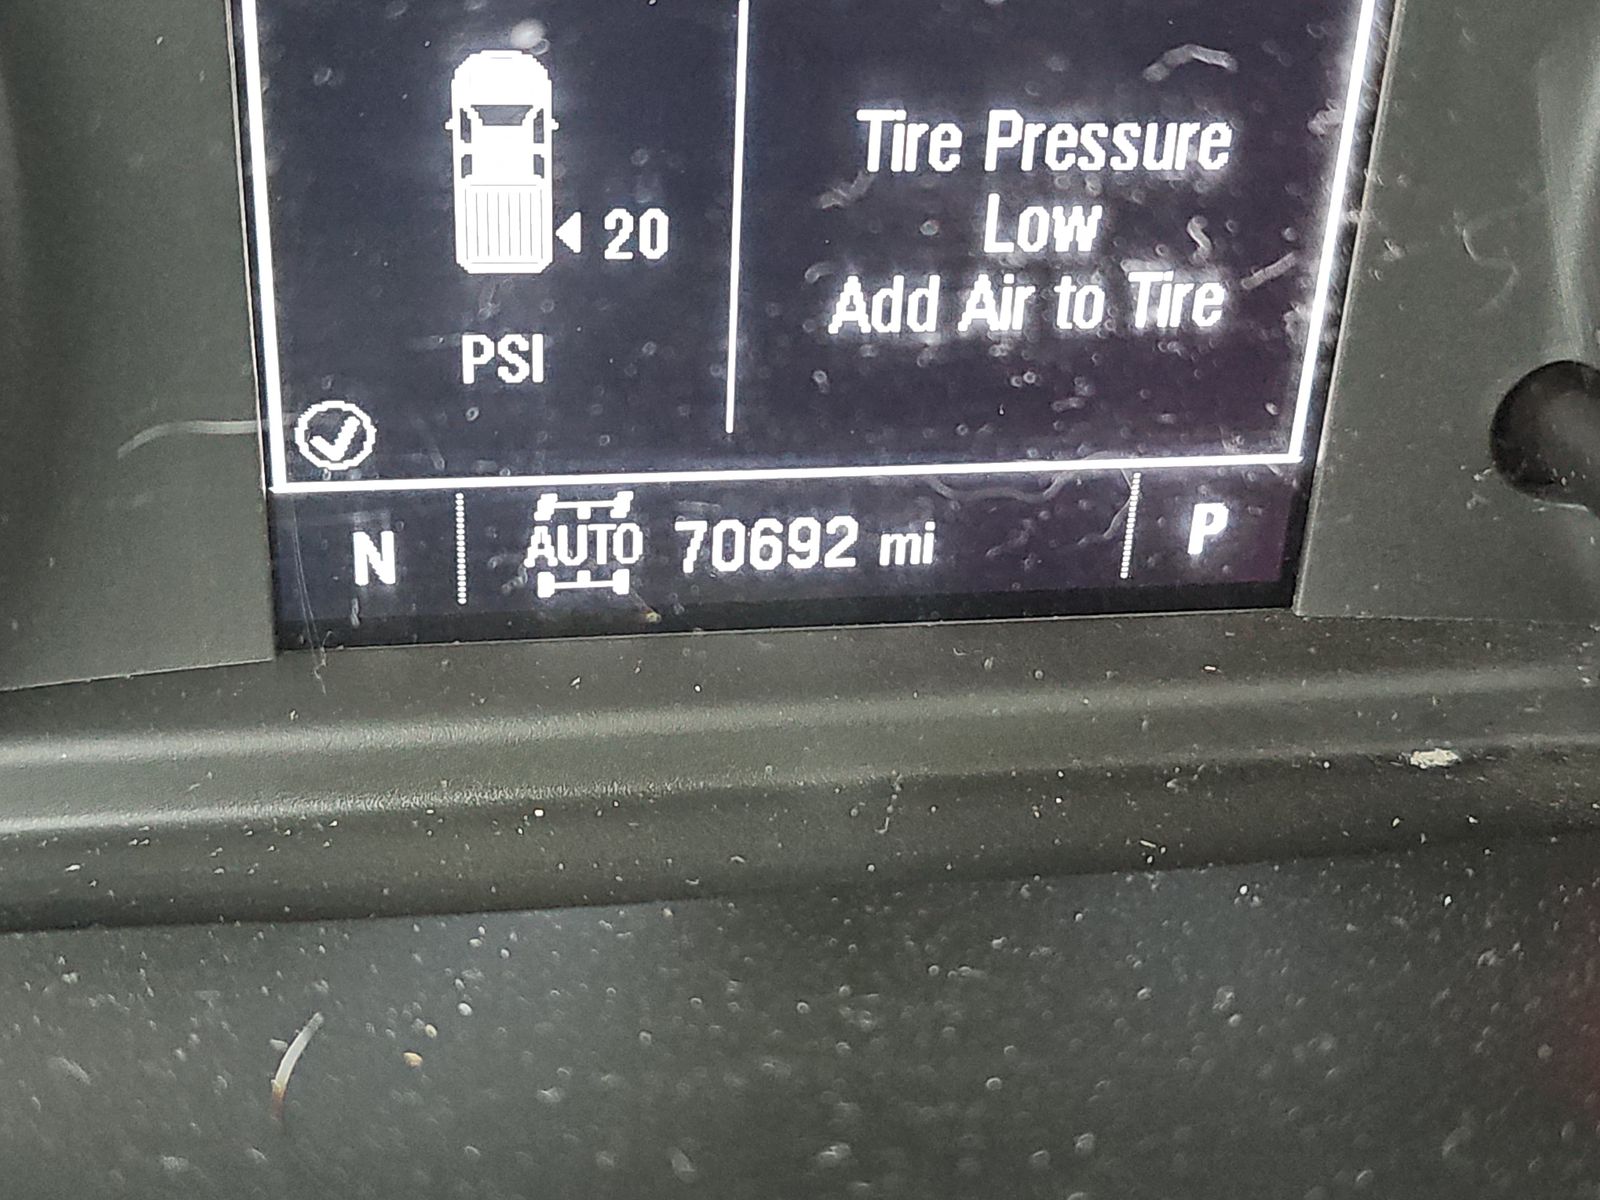 20
PSI
Tire Pressure
Low
Add Air to Tire
N
AUTO
70692 mi
P